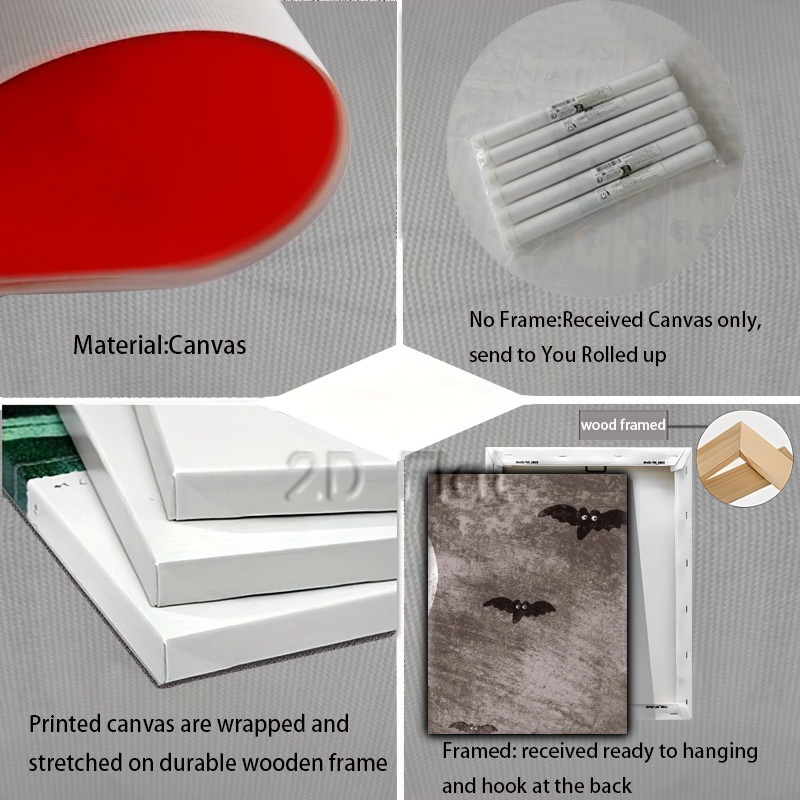 Material:Canvas
No Frame:Received Canvas only,
send to You Rolled up
2D
wood framed
Printed canvas are wrapped and
stretched on durable wooden frame
Framed: received ready to hanging
and hook at the back